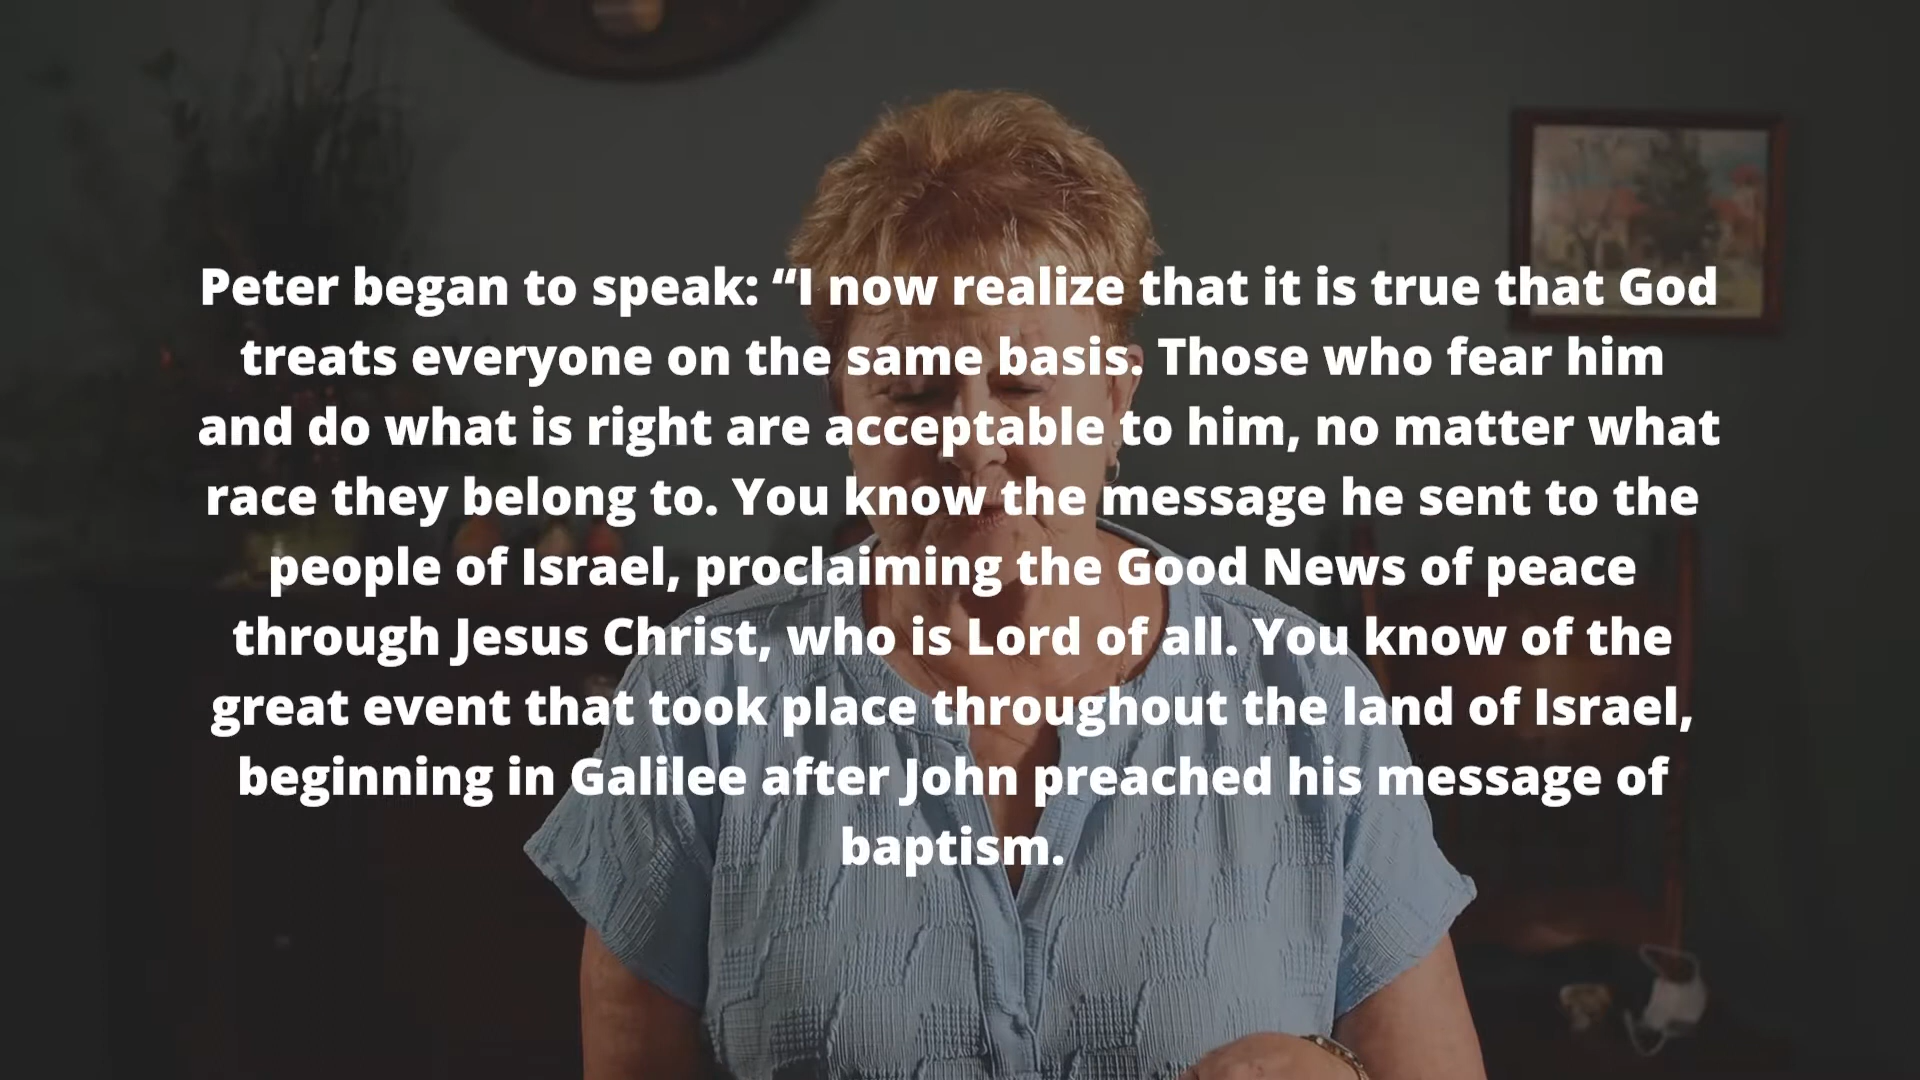 Peter began to speak: “I now realize that it is true that God
treats everyone on the same basis. Those who fear him
and do what is right are acceptable to him, no matter what
race they belong to. You know the message he sent to the
people of Israel, proclaiming the Good News of peace
through Jesus Christ, who is Lord of all. You know of the
great event that took place throughout the land of Israel,
beginning in Galilee after John preached his message of
baptism.